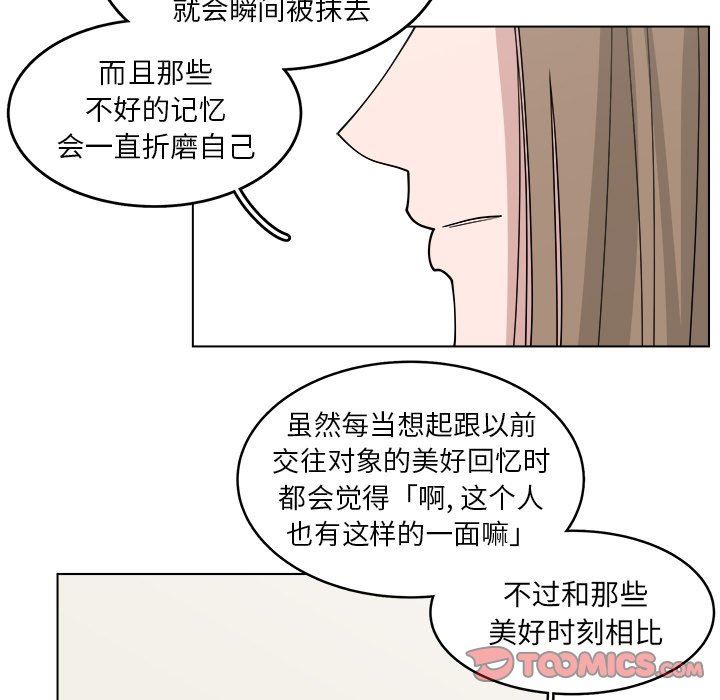 就会瞬间被抹去
而且那些
不好的记忆
会一直折磨自己
虽然每当想起跟以前
交往对象的美好回忆时
都会觉得「啊, 这个人
也有这样的一面嘛」
不过和那些
美好时刻相比
TOOMICS.COM